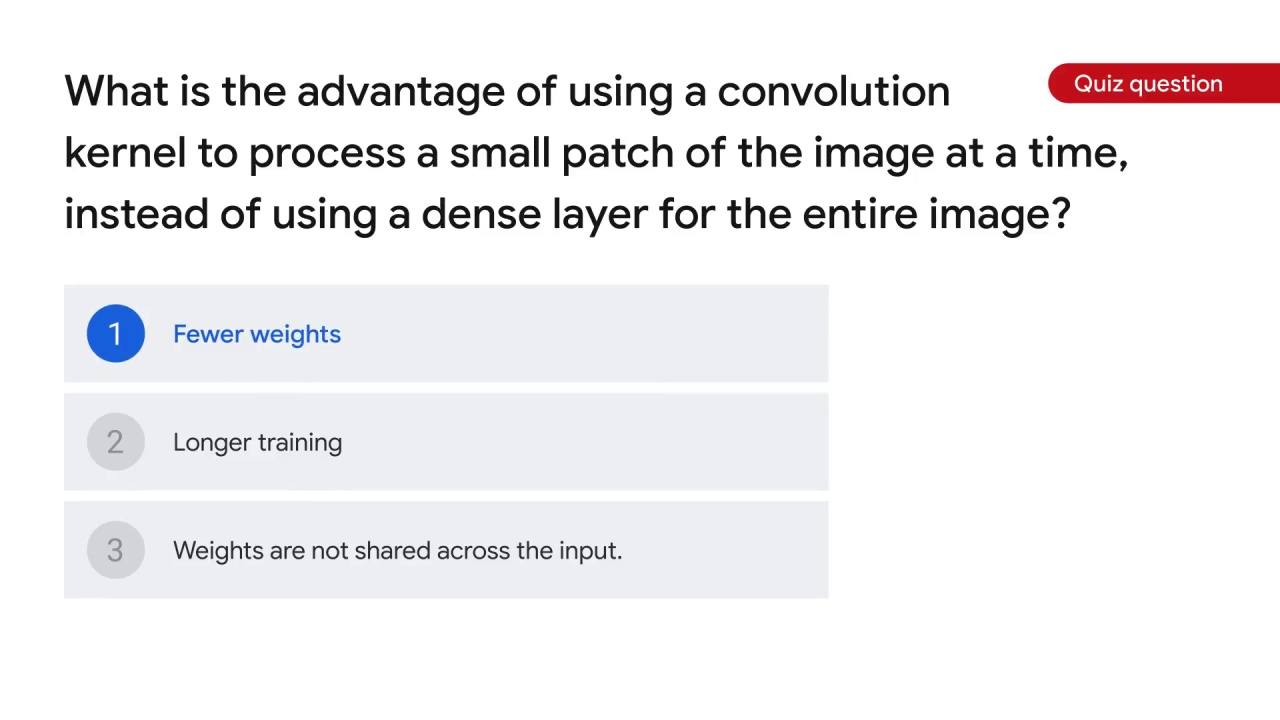 What is the advantage of using a convolution
Quiz question
kernel to process a small patch of the image at a time,
instead of using a dense layer for the entire image?
1 Fewer weights
2 Longer training
3 Weights are not shared across the input.